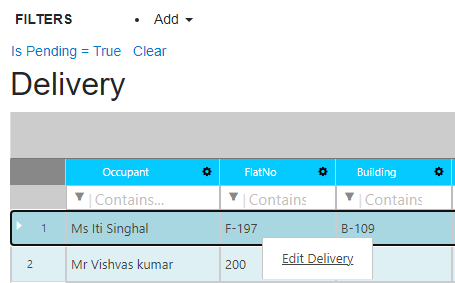 FILTERS • Add
Is Pending = True Clear
Delivery
Occupant FlatNo Building
Contains... Contains Contains
1 Ms Iti Singhal F-197 B-109
2 Mr Vishvas kumar 200
Edit Delivery